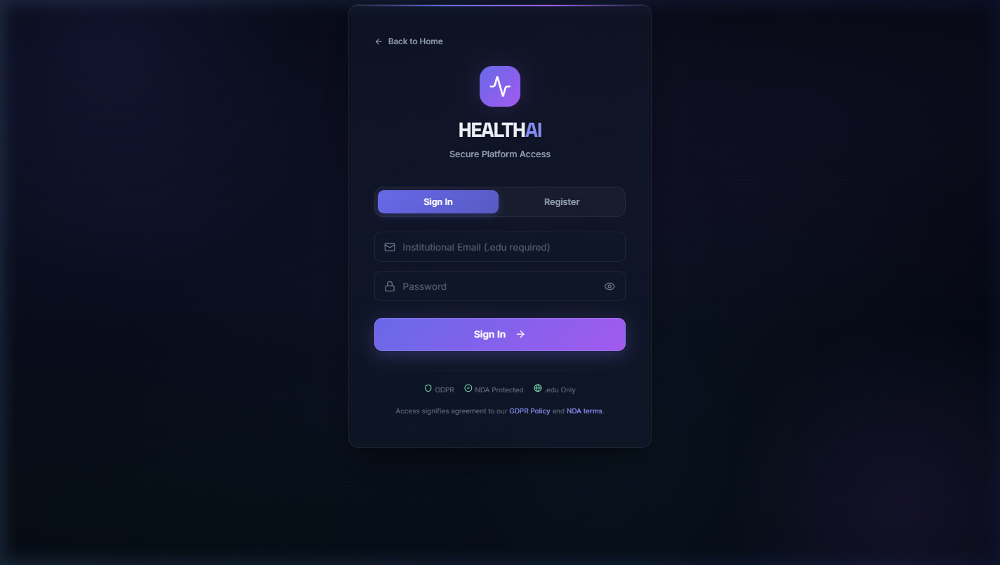 Back to Home
HEALTHAI
Secure Platform Access
Sign In
Register
Institutional Email (.edu required)
Password
Sign In
GDPR NDA Protected .edu Only
Access signifies agreement to our GDPR Policy and NDA terms.